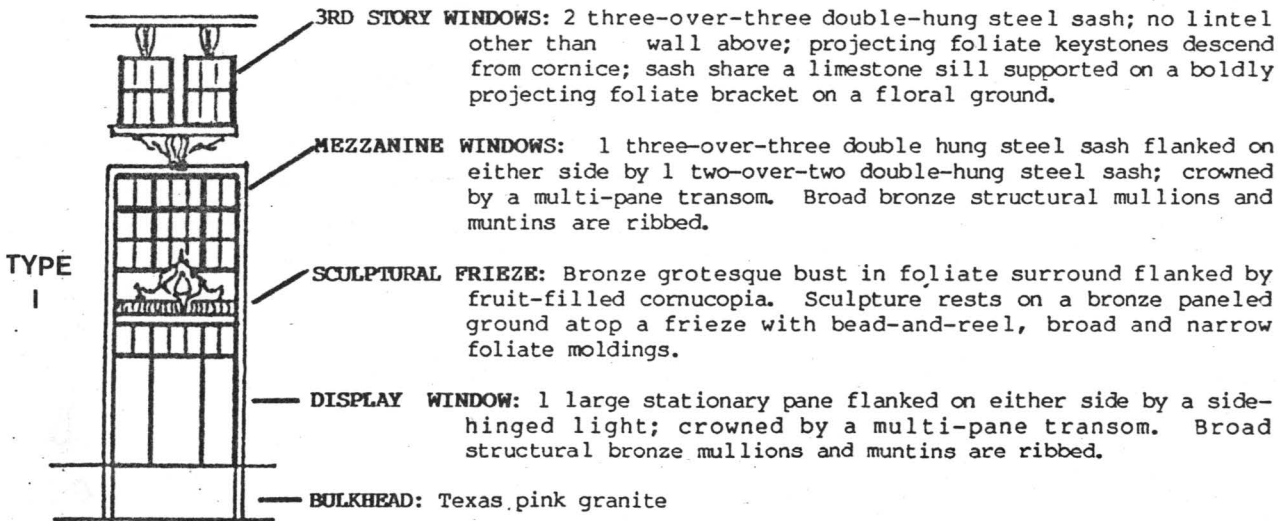 3RD STORY WINDOWS: 2 three-over-three double-hung steel sash; no lintel
other than wall above; projecting foliate keystones descend
from cornice; sash share a limestone sill supported on a boldly
projecting foliate bracket on a floral ground.
MEZZANINE WINDOWS: 1 three-over-three double hung steel sash flanked on
either side by 1 two-over-two double-hung steel sash; crowned
by a multi-pane transom. Broad bronze structural mullions and
muntins are ribbed.
TYPE
I
SCULPTURAL FRIEZE: Bronze grotesque bust in foliate surround flanked by
fruit-filled cornucopia. Sculpture rests on a bronze paneled
ground atop a frieze with bead-and-reel, broad and narrow
foliate moldings.
DISPLAY WINDOW: 1 large stationary pane flanked on either side by a side-
hinged light; crowned by a multi-pane transom. Broad
structural bronze mullions and muntins are ribbed.
BULKHEAD: Texas pink granite